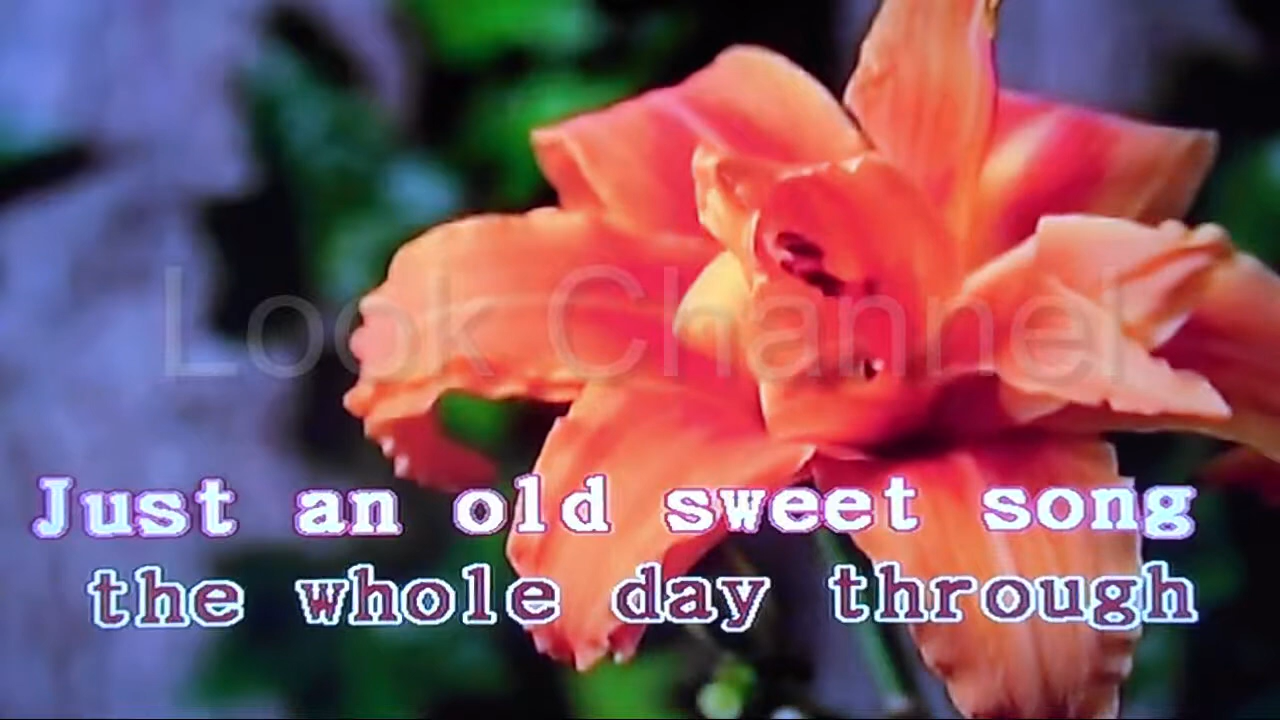 Look Channel
Just an old sweet song
the whole day through